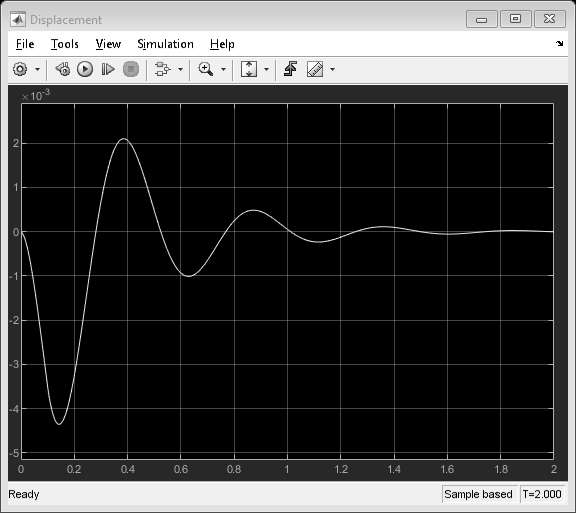 Displacement
File Tools View Simulation Help
×10-3
2
1
0
-1
-2
-3
-4
-5
0 0.2 0.4 0.6 0.8 1 1.2 1.4 1.6 1.8 2
Ready Sample based T=2.000